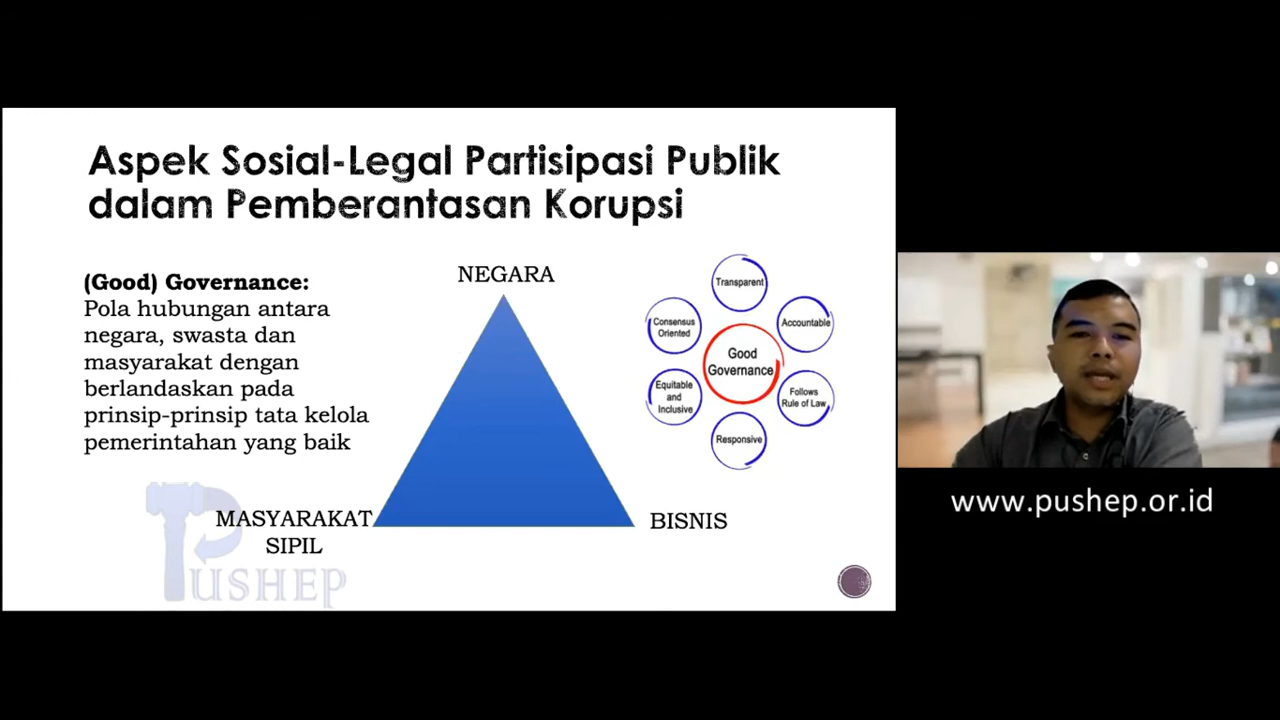 Aspek Sosial-Legal Partisipasi Publik
dalam Pemberantasan Korupsi
(Good) Governance:
Pola hubungan antara
negara, swasta dan
masyarakat dengan
berlandaskan pada
prinsip-prinsip tata kelola
pemerintahan yang baik
NEGARA
MASYARAKAT
SIPIL
BISNIS
Transparent
Consensus
Oriented
Accountable
Good
Governance
Equitable
and
Inclusive
Follows
Rule of Law
Responsive
PUSHEP
www.pushep.or.id